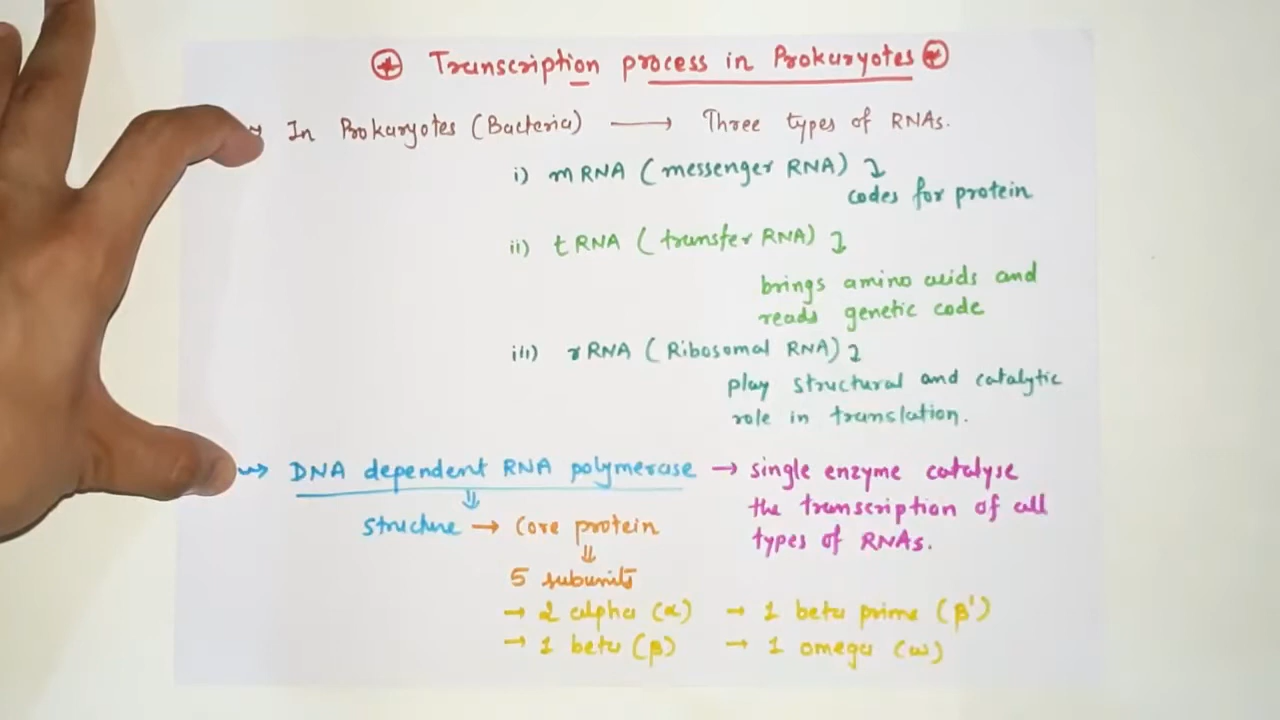 Transcription process in Prokaryotes
In Prokaryotes (Bacteria) → Three types of RNAs.
i) mRNA (messenger RNA)
codes for protein
ii) tRNA (transfer RNA)
brings amino acids and
reads genetic code
iii) rRNA (Ribosomal RNA)
play structural and catalytic
role in translation.
DNA dependent RNA polymerase → single enzyme catalyse
the transcription of all
types of RNAs.
structure → Core protein
5 subunits
→ 2 alpha (α) → 1 beta prime (β')
→ 1 beta (β) → 1 omega (ω)